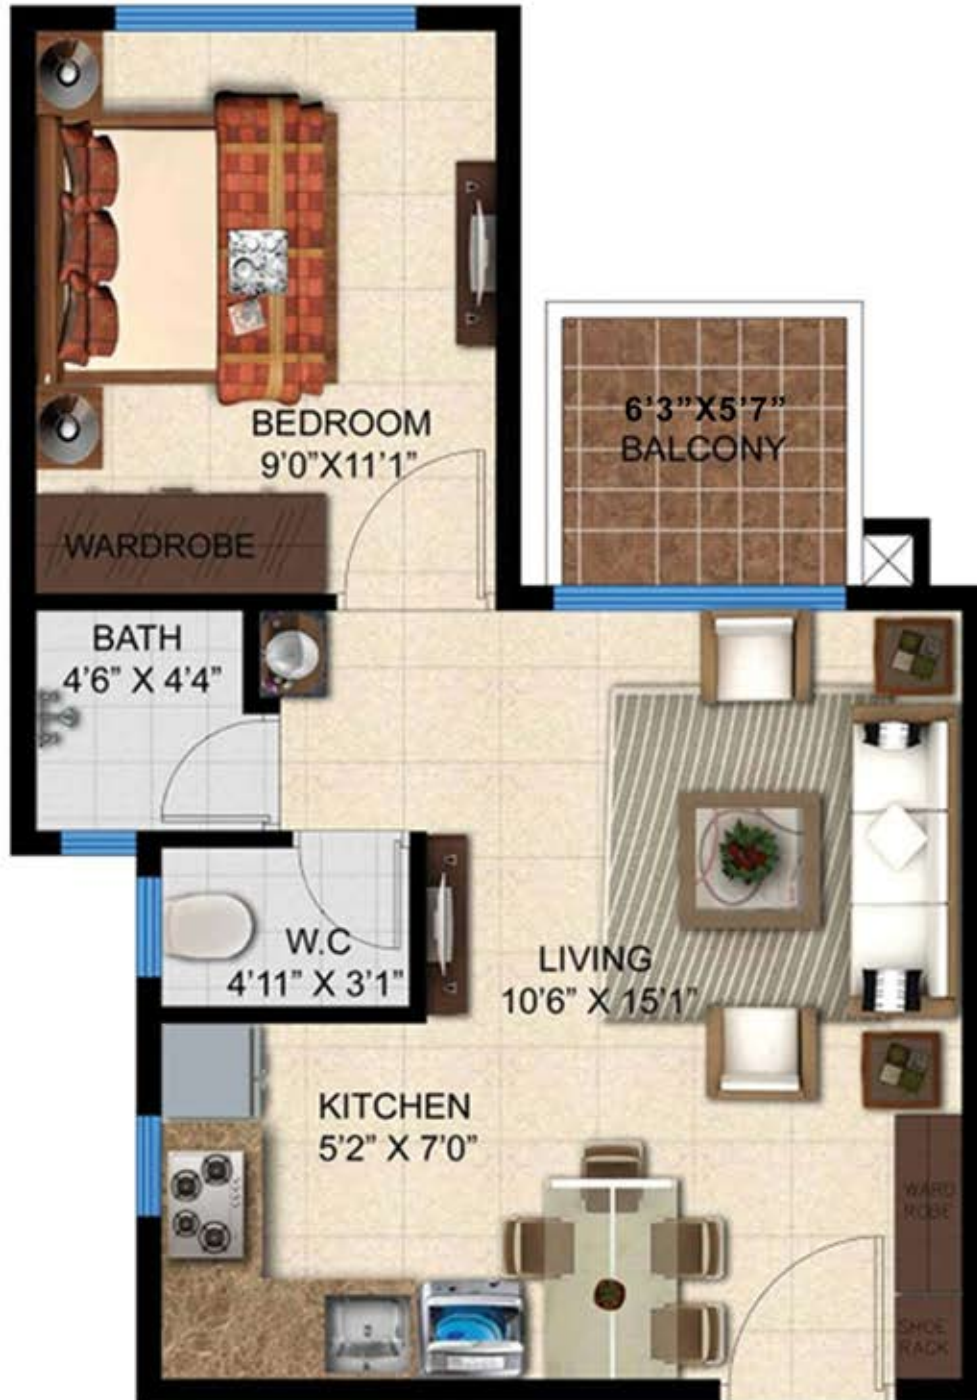 BEDROOM
9'0”X11'1”
6’3”X5’7”
BALCONY
WARDROBE
BATH
4’6” X 4’4”
W.C
4’11” X 3’1”
LIVING
10’6” X 15’1”
KITCHEN
5’2” X 7’0”
WARD
ROBE
SHOE
RACK